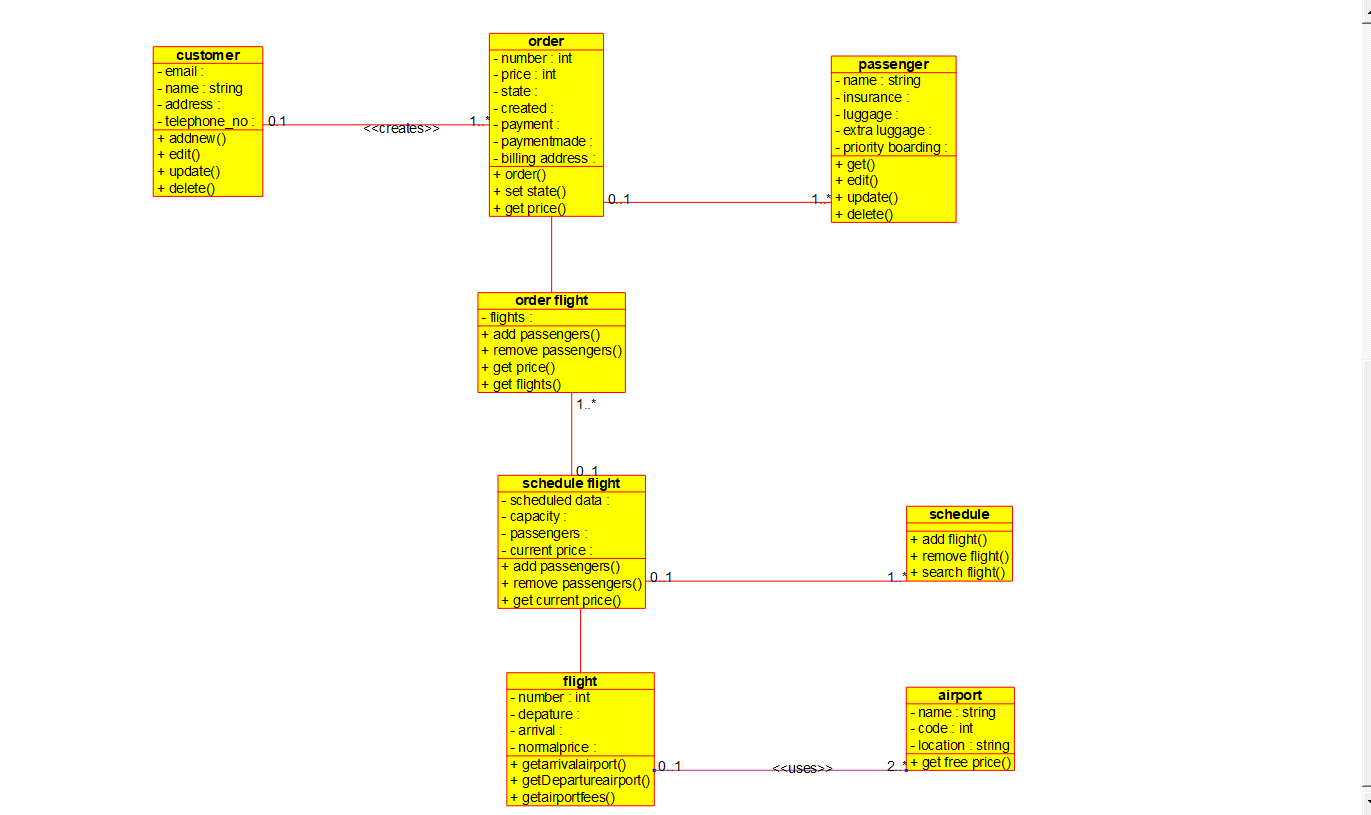 customer
- email :
- name : string
- address :
- telephone_no :
+ addnew()
+ edit()
+ update()
+ delete()
0.1
<<creates>>
1..*
order
- number : int
- price : int
- state :
- created :
- payment :
- paymentmade :
- billing address :
+ order()
+ set state()
+ get price()
0..1
1..*
passenger
- name : string
- insurance :
- luggage :
- extra luggage :
- priority boarding :
+ get()
+ edit()
+ update()
+ delete()
order flight
- flights :
+ add passengers()
+ remove passengers()
+ get price()
+ get flights()
1..*
0..1
schedule flight
- scheduled data :
- capacity :
- passengers :
- current price :
+ add passengers()
+ remove passengers()
+ get current price()
0..1
1..*
schedule
+ add flight()
+ remove flight()
+ search flight()
flight
- number : int
- depature :
- arrival :
- normalprice :
+ getarrivalairport()
+ getDepartureairport()
+ getairportfees()
0..1
<<uses>>
2..*
airport
- name : string
- code : int
- location : string
+ get free price()